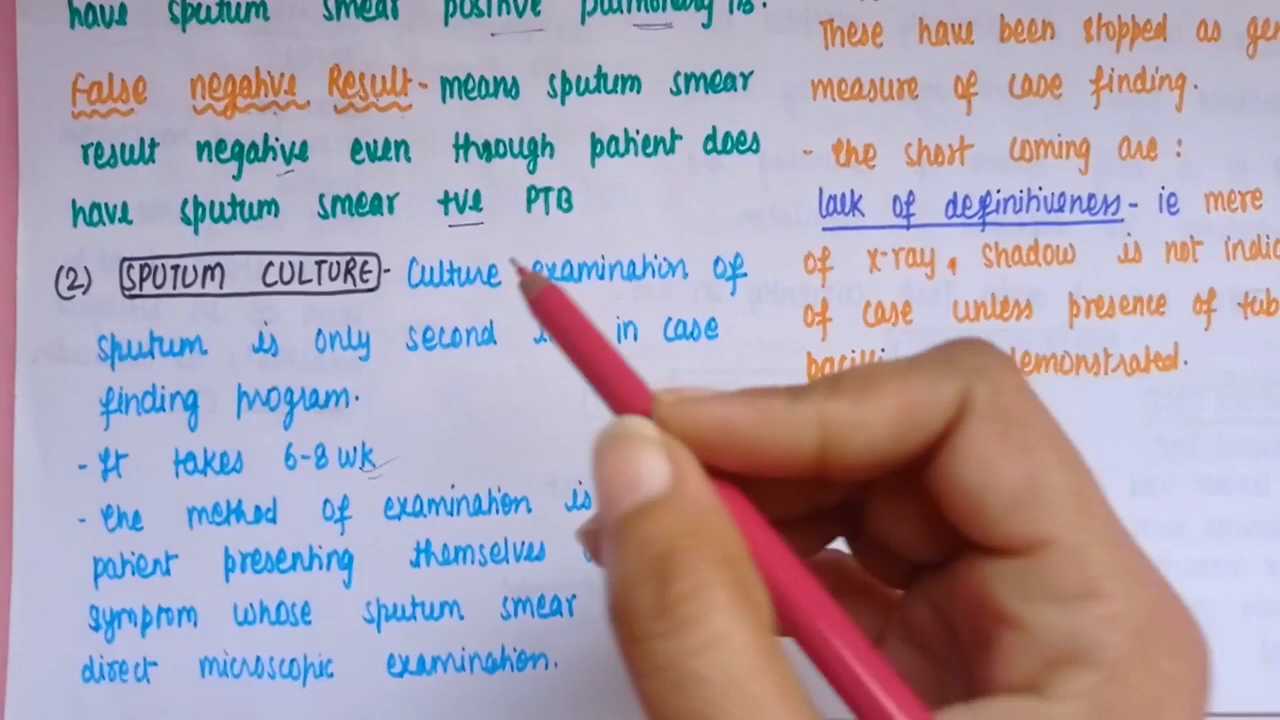 have sputum smear positive pulmonary TB.
False negative Result - means sputum smear
result negative even through patient does
have sputum smear +ve PTB
(2) SPUTUM CULTURE - Culture examination of
sputum is only second in case
finding program.
- It takes 6-8 wk
- the method of examination is
patient presenting themselves
symprom whose sputum smear
direct microscopic examination.
These have been stopped as
measure of case finding.
- the short coming are :
lack of definitiveness - ie mere
of x-ray, shadow is not
of case unless presence of
bacilli demonstrated.